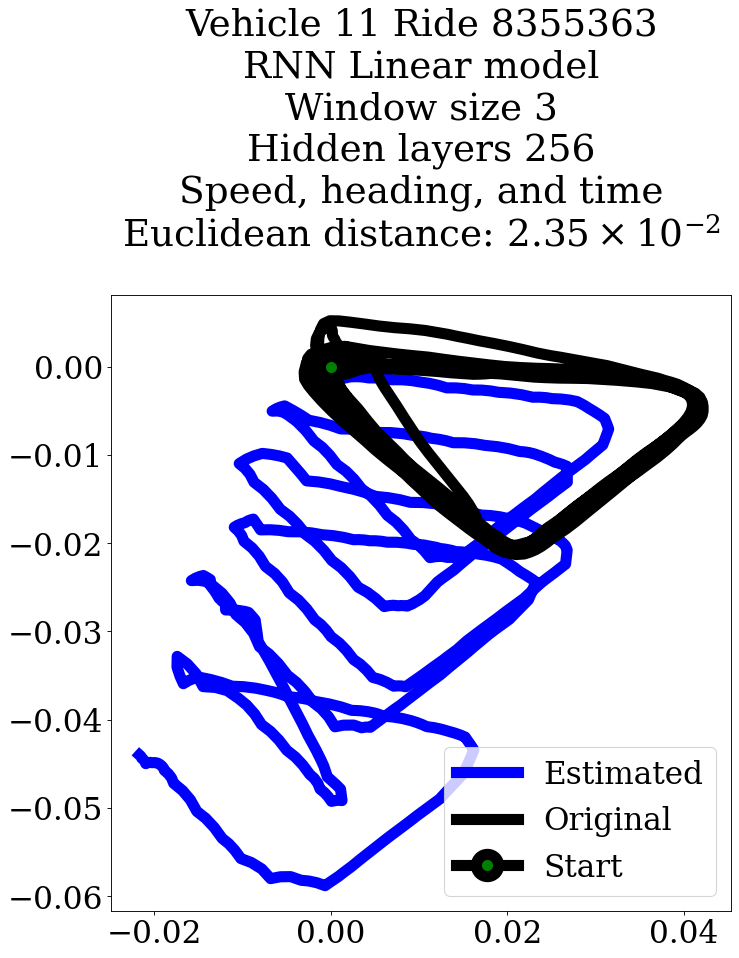 Vehicle 11 Ride 8355363
RNN Linear model
Window size 3
Hidden layers 256
Speed, heading, and time
Euclidean distance: 2.35 × 10⁻²
0.00
−0.01
−0.02
−0.03
−0.04
−0.05
−0.06
Estimated
Original
Start
−0.02
0.00
0.02
0.04